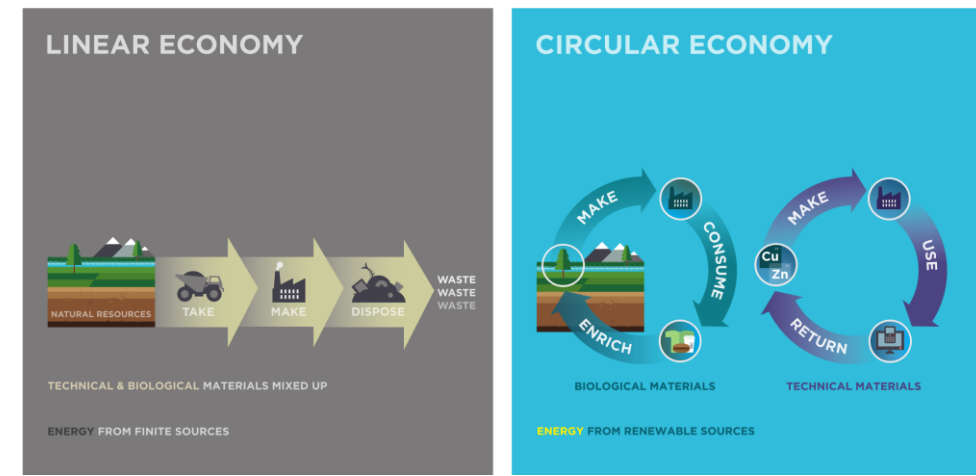 LINEAR ECONOMY
NATURAL RESOURCES
TAKE
MAKE
DISPOSE
WASTE
WASTE
WASTE
TECHNICAL & BIOLOGICAL MATERIALS MIXED UP
ENERGY FROM FINITE SOURCES
CIRCULAR ECONOMY
MAKE
CONSUME
ENRICH
BIOLOGICAL MATERIALS
MAKE
USE
RETURN
Cu
Zn
TECHNICAL MATERIALS
ENERGY FROM RENEWABLE SOURCES